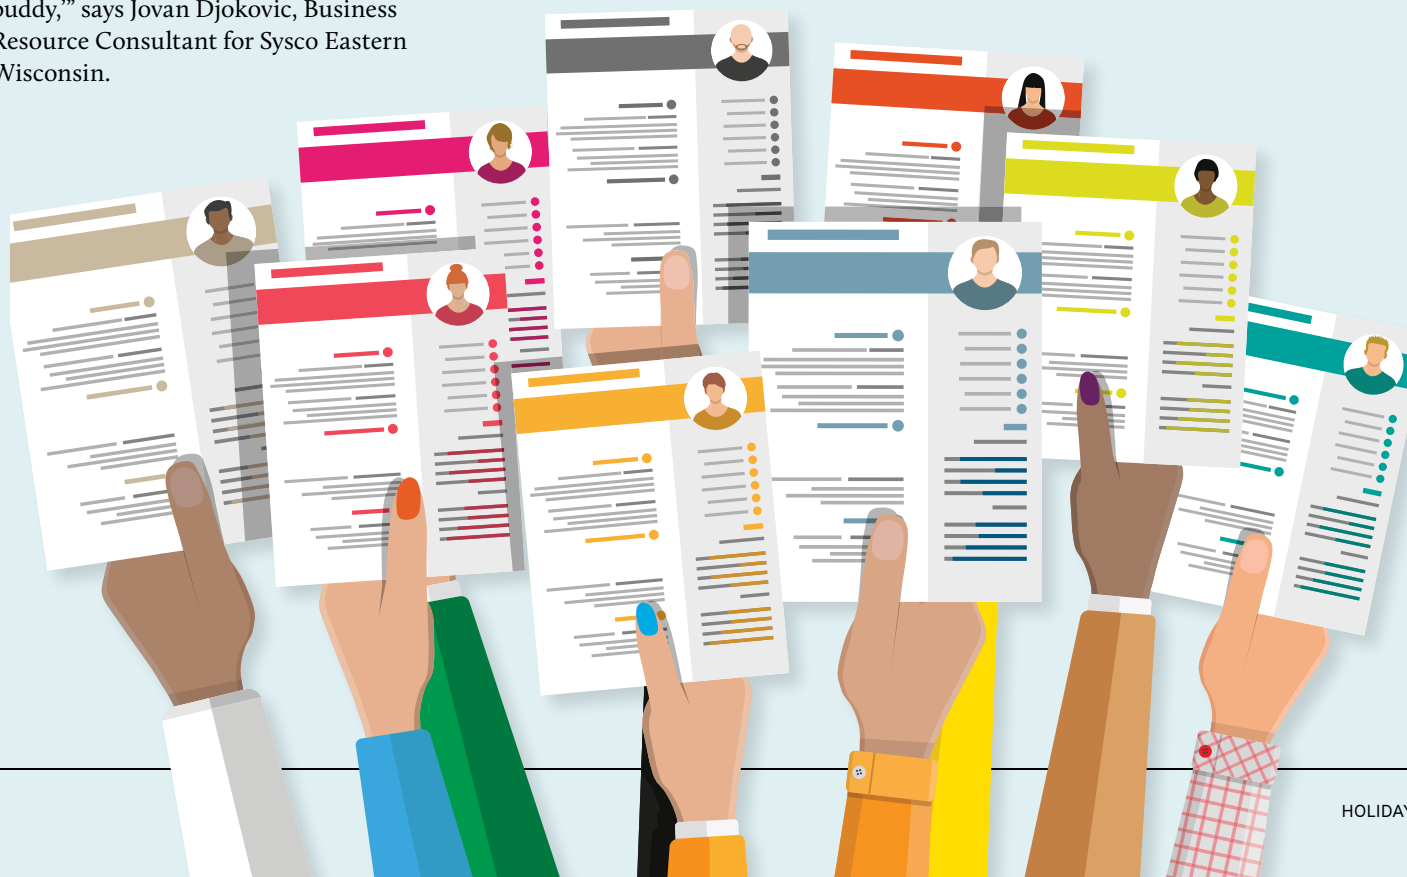 buddy,’” says Jovan Djokovic, Business
Resource Consultant for Sysco Eastern
Wisconsin.
HOLIDAY